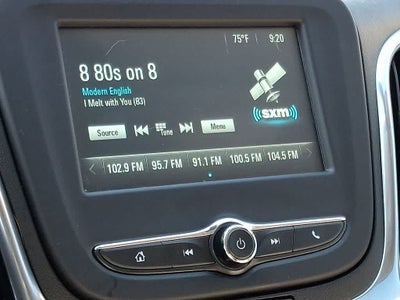 75°F 9:20
8 80s on 8
Modern English
I Melt with You (83)
sxm
Source Tune Menu
102.9 FM 95.7 FM 91.1 FM 100.5 FM 104.5 FM